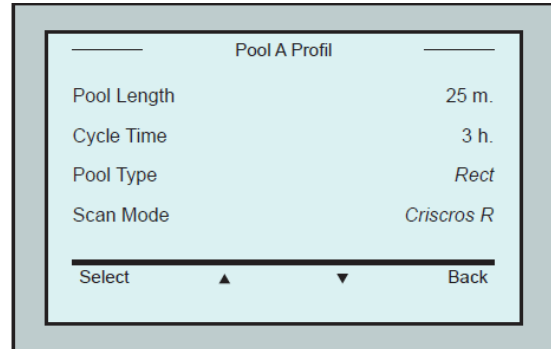 Pool A Profil
Pool Length 25 m.
Cycle Time 3 h.
Pool Type Rect
Scan Mode Criscros R
Select ▲ ▼ Back